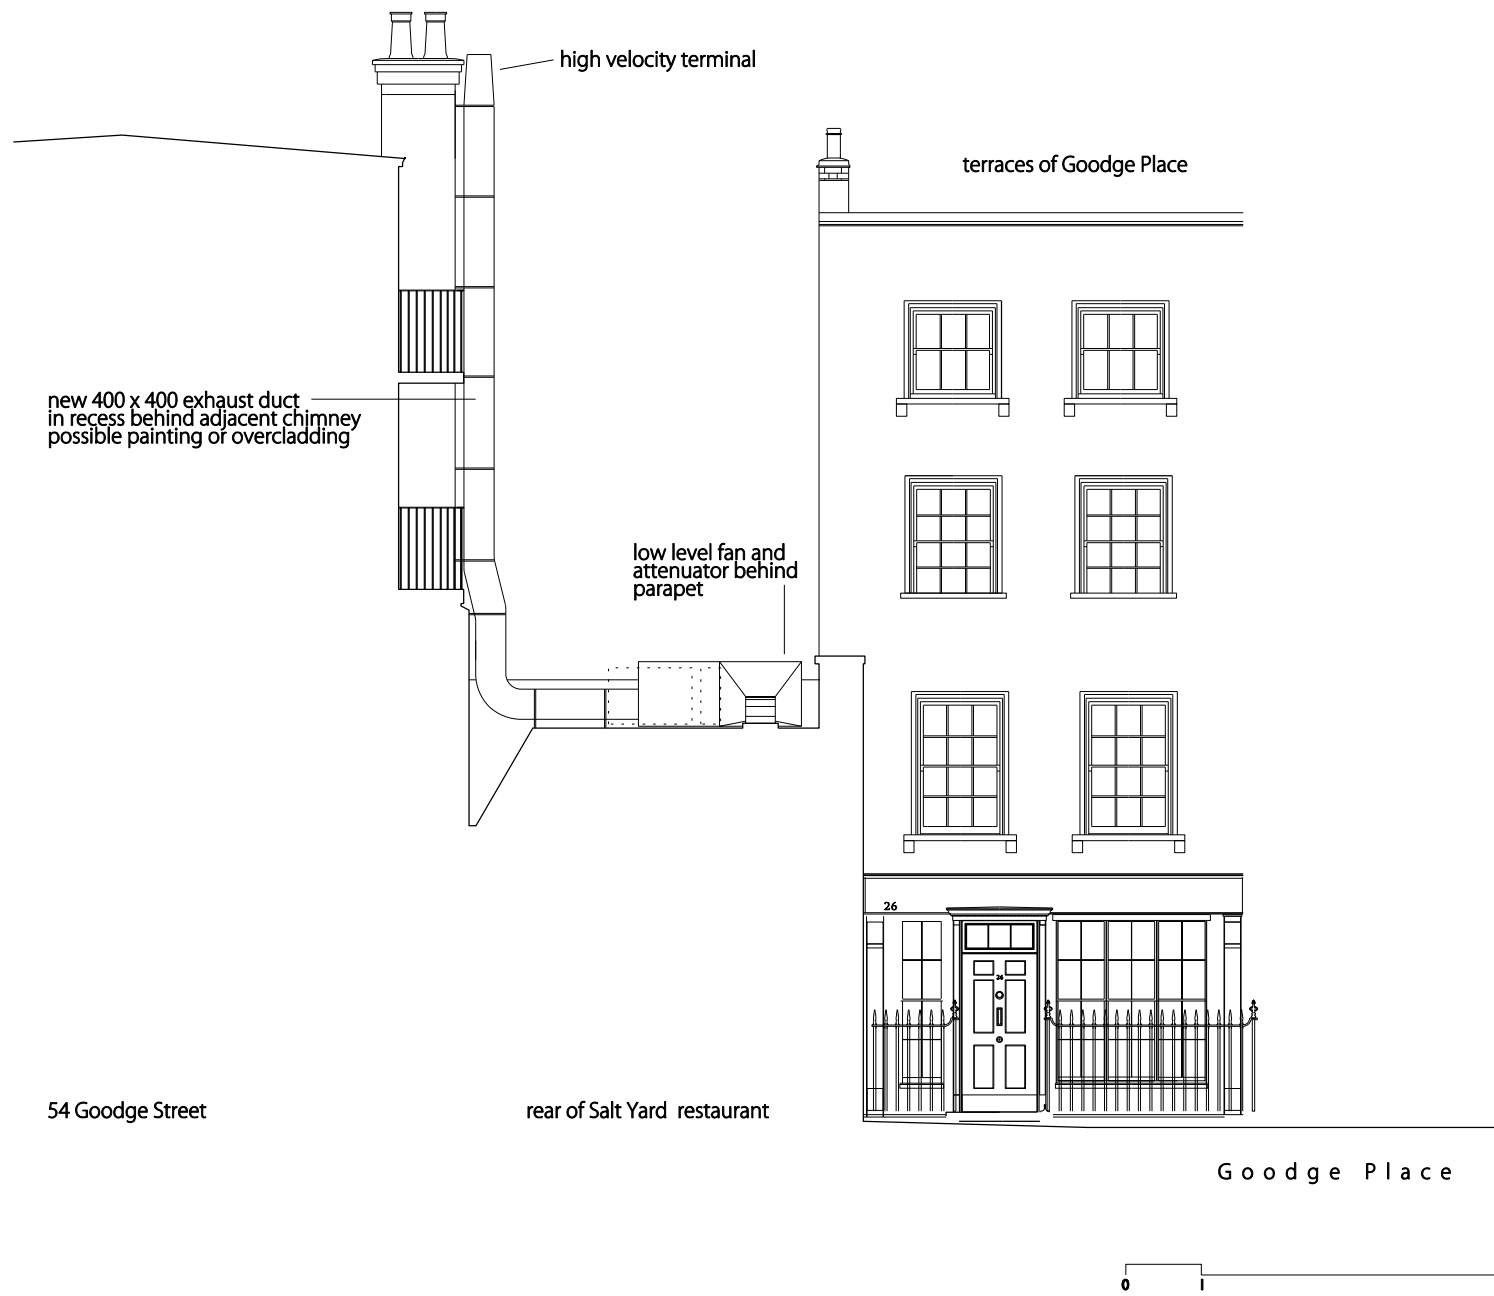 high velocity terminal
terraces of Goodge Place
new 400 x 400 exhaust duct
in recess behind adjacent chimney
possible painting or overcladding
low level fan and
attenuator behind
parapet
26
26
54 Goodge Street
rear of Salt Yard restaurant
Goodge Place
0 1